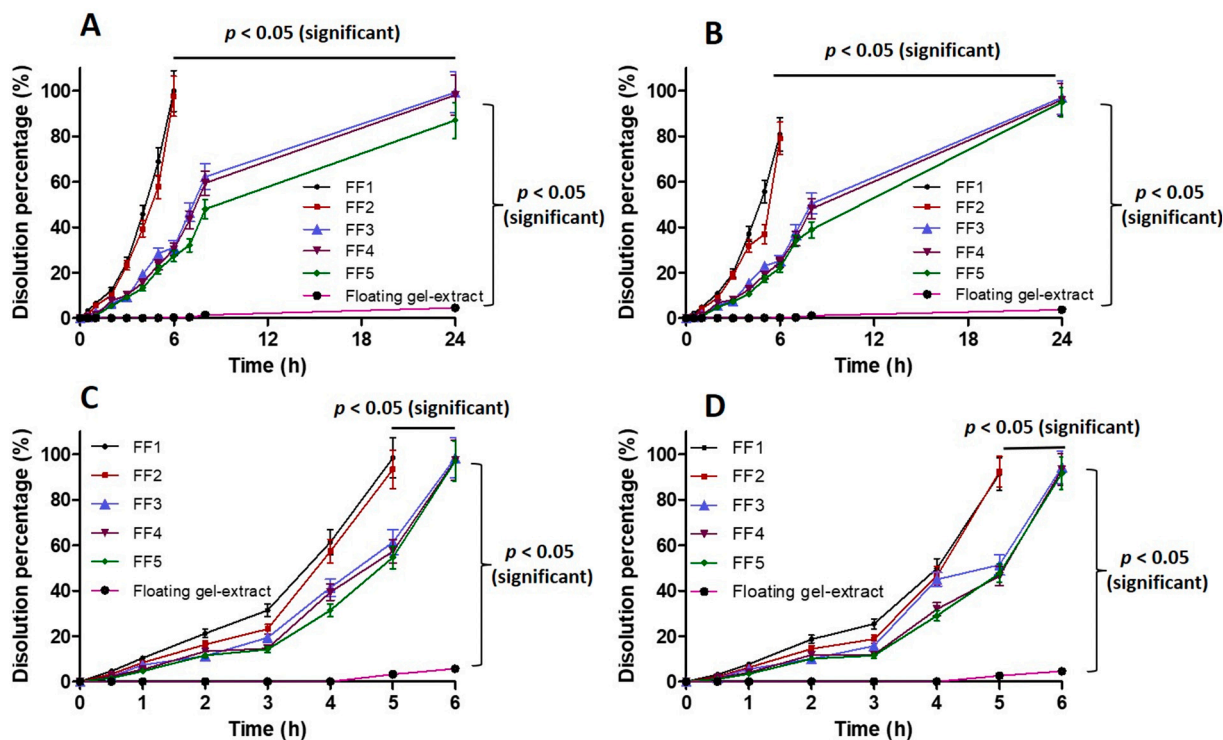 A
p < 0.05 (significant)
Disolution percentage (%)
100
80
60
40
20
0
FF1
FF2
FF3
FF4
FF5
Floating gel-extract
0
6
12
18
24
Time (h)
p < 0.05
(significant)
B
p < 0.05 (significant)
Disolution percentage (%)
100
80
60
40
20
0
FF1
FF2
FF3
FF4
FF5
Floating gel-extract
0
6
12
18
24
Time (h)
p < 0.05
(significant)
C
p < 0.05 (significant)
Disolution percentage (%)
100
80
60
40
20
0
FF1
FF2
FF3
FF4
FF5
Floating gel-extract
0
1
2
3
4
5
6
Time (h)
p < 0.05
(significant)
D
p < 0.05 (significant)
Disolution percentage (%)
100
80
60
40
20
0
FF1
FF2
FF3
FF4
FF5
Floating gel-extract
0
1
2
3
4
5
6
Time (h)
p < 0.05
(significant)